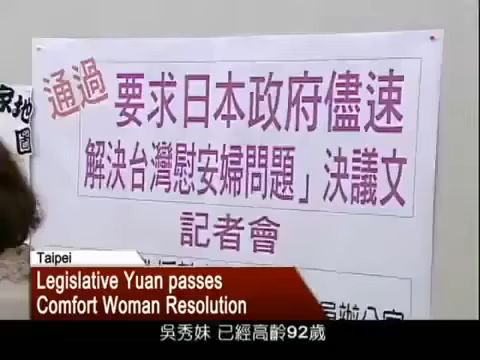 通過
要求日本政府儘速
解決台灣慰安婦問題」決議文
記者會
Taipei
Legislative Yuan passes
Comfort Woman Resolution
吳秀妹 已經高齡92歲